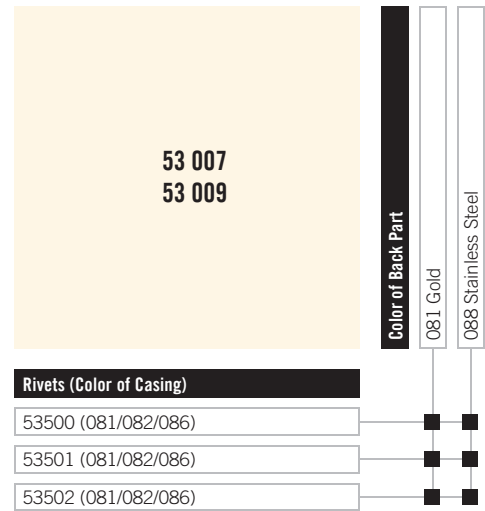 53 007
53 009
Color of Back Part
081 Gold
088 Stainless Steel
Rivets (Color of Casing)
53500 (081/082/086)
53501 (081/082/086)
53502 (081/082/086)